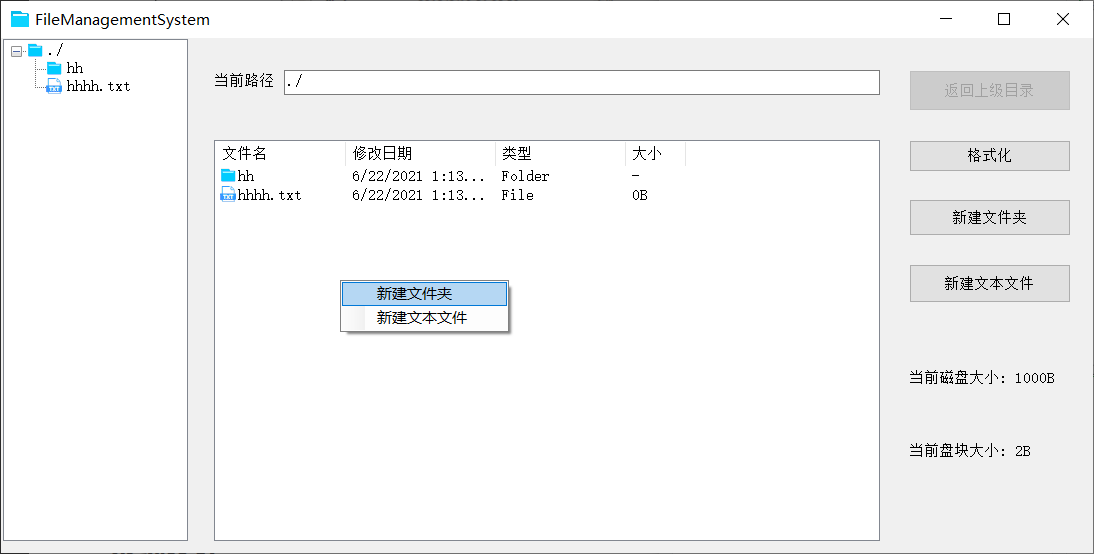 FileManagementSystem
./
hh
hhhh.txt
当前路径 ./
返回上级目录
文件名 修改日期 类型 大小
hh 6/22/2021 1:13... Folder -
hhhh.txt 6/22/2021 1:13... File 0B
格式化
新建文件夹
新建文本文件
新建文件夹
新建文本文件
当前磁盘大小: 1000B
当前盘块大小: 2B